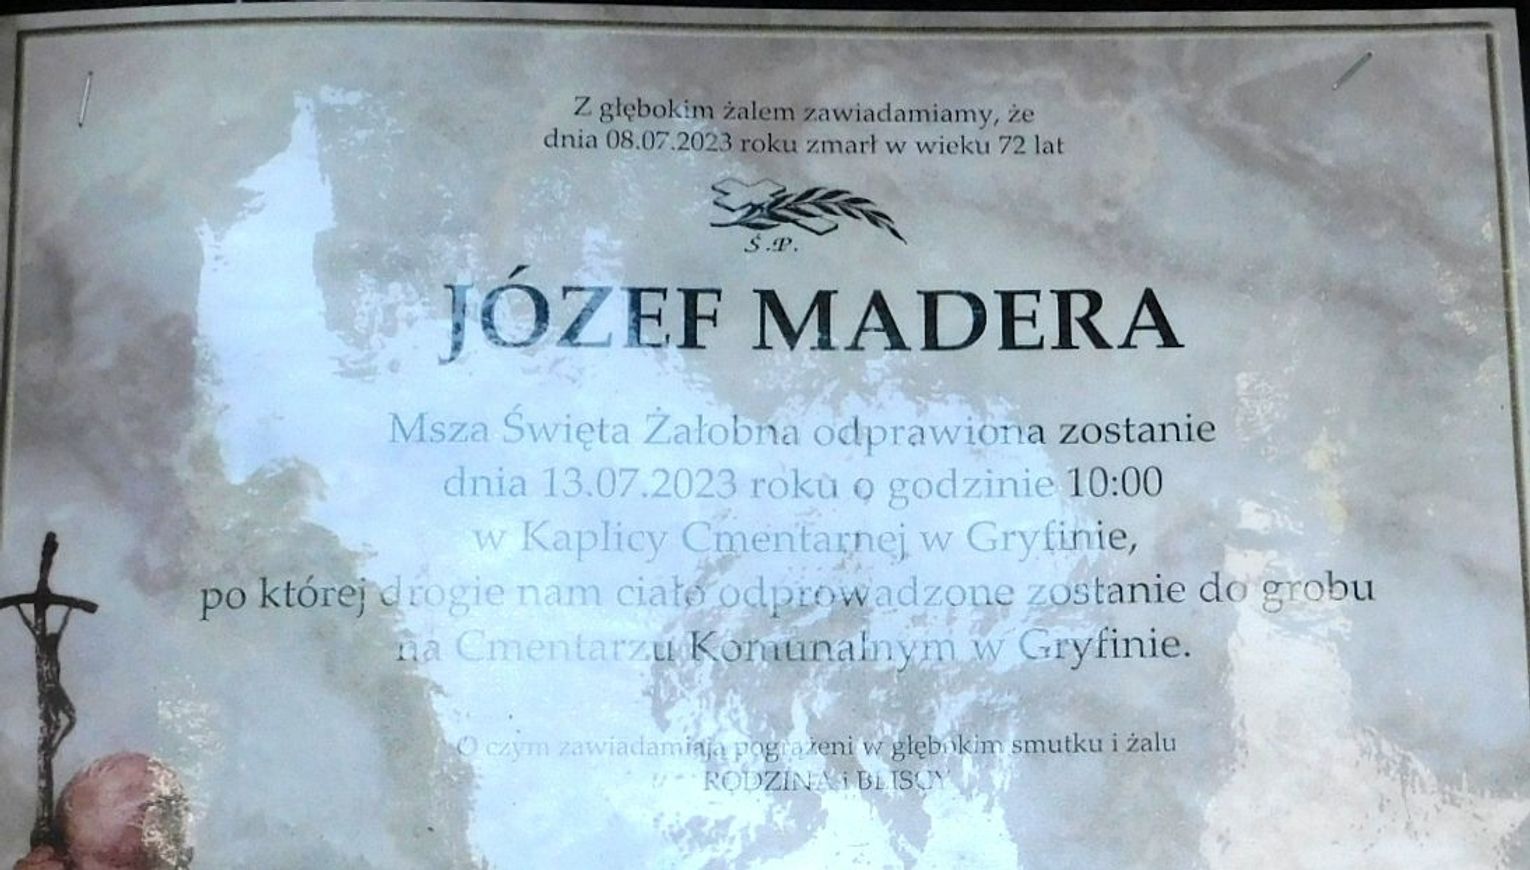 Z głębokim żalem zawiadamiamy, że
dnia 08.07.2023 roku zmarł w wieku 72 lat
Ś.P.
JÓZEF MADERA
Msza Święta Żałobna odprawiona zostanie
dnia 13.07.2023 roku o godzinie 10:00
w Kaplicy Cmentarnej w Gryfinie,
po której drogie nam ciało odprowadzone zostanie do grobu
na Cmentarzu Komunalnym w Gryfinie.
O czym zawiadamiają pogrążeni w głębokim smutku i żalu
RODZINA i BLISCY